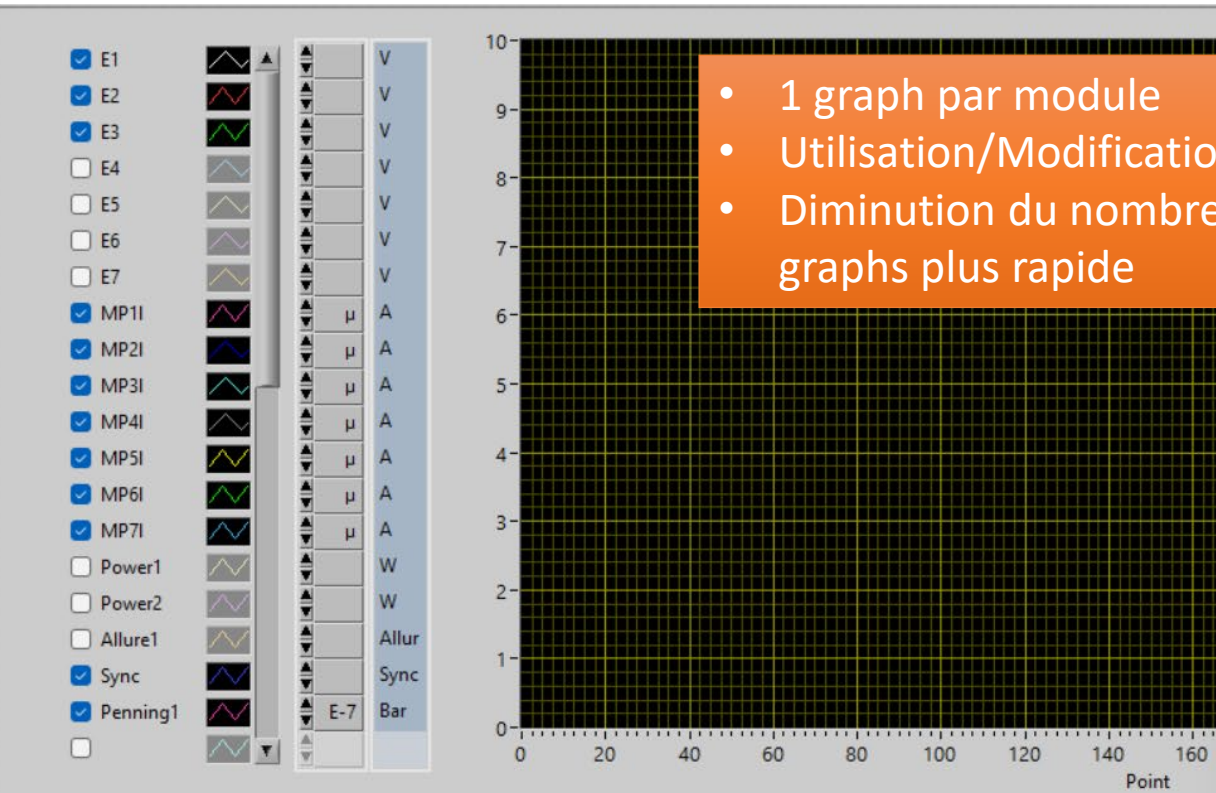 E1 V
E2 V
E3 V
E4 V
E5 V
E6 V
E7 V
MP1I µ A
MP2I µ A
MP3I µ A
MP4I µ A
MP5I µ A
MP6I µ A
MP7I µ A
Power1 W
Power2 W
Allure1 Allur
Sync Sync
Penning1 E-7 Bar
10
9
8
7
6
5
4
3
2
1
0
0 20 40 60 80 100 120 140 160
Point
• 1 graph par module
• Utilisation/Modificatio
• Diminution du nombre
graphs plus rapide